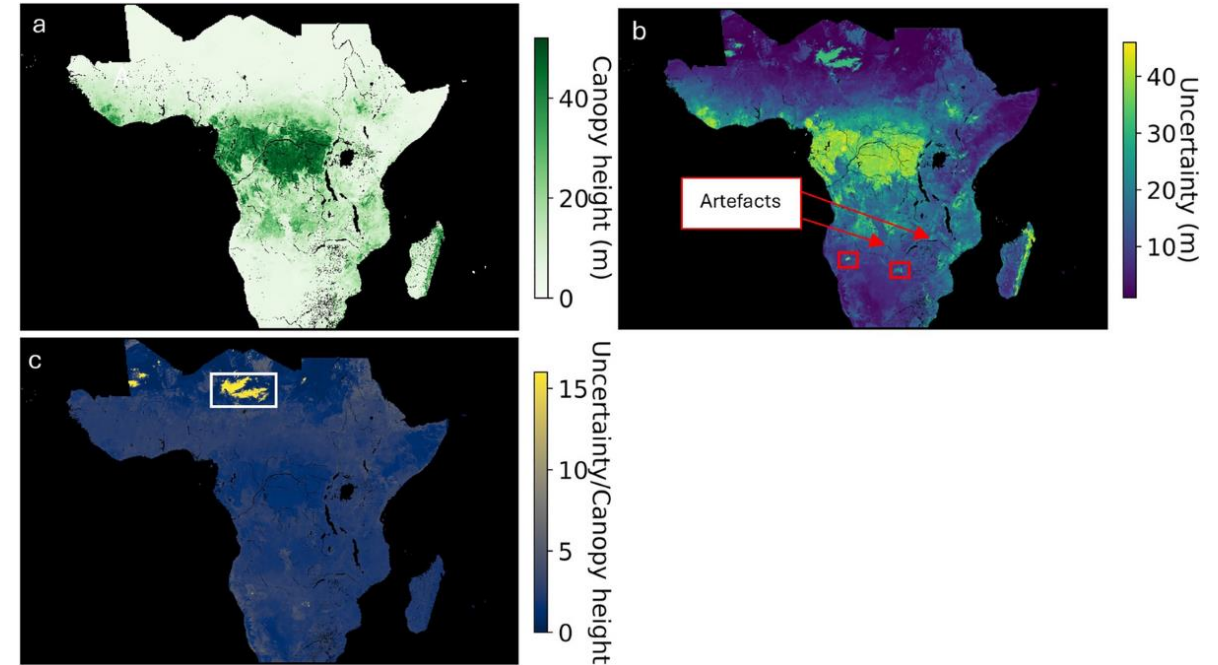 a
A
40
20
0
Canopy height (m)
b
Artefacts
40
30
20
10
Uncertainty (m)
c
15
10
5
0
Uncertainty/Canopy height